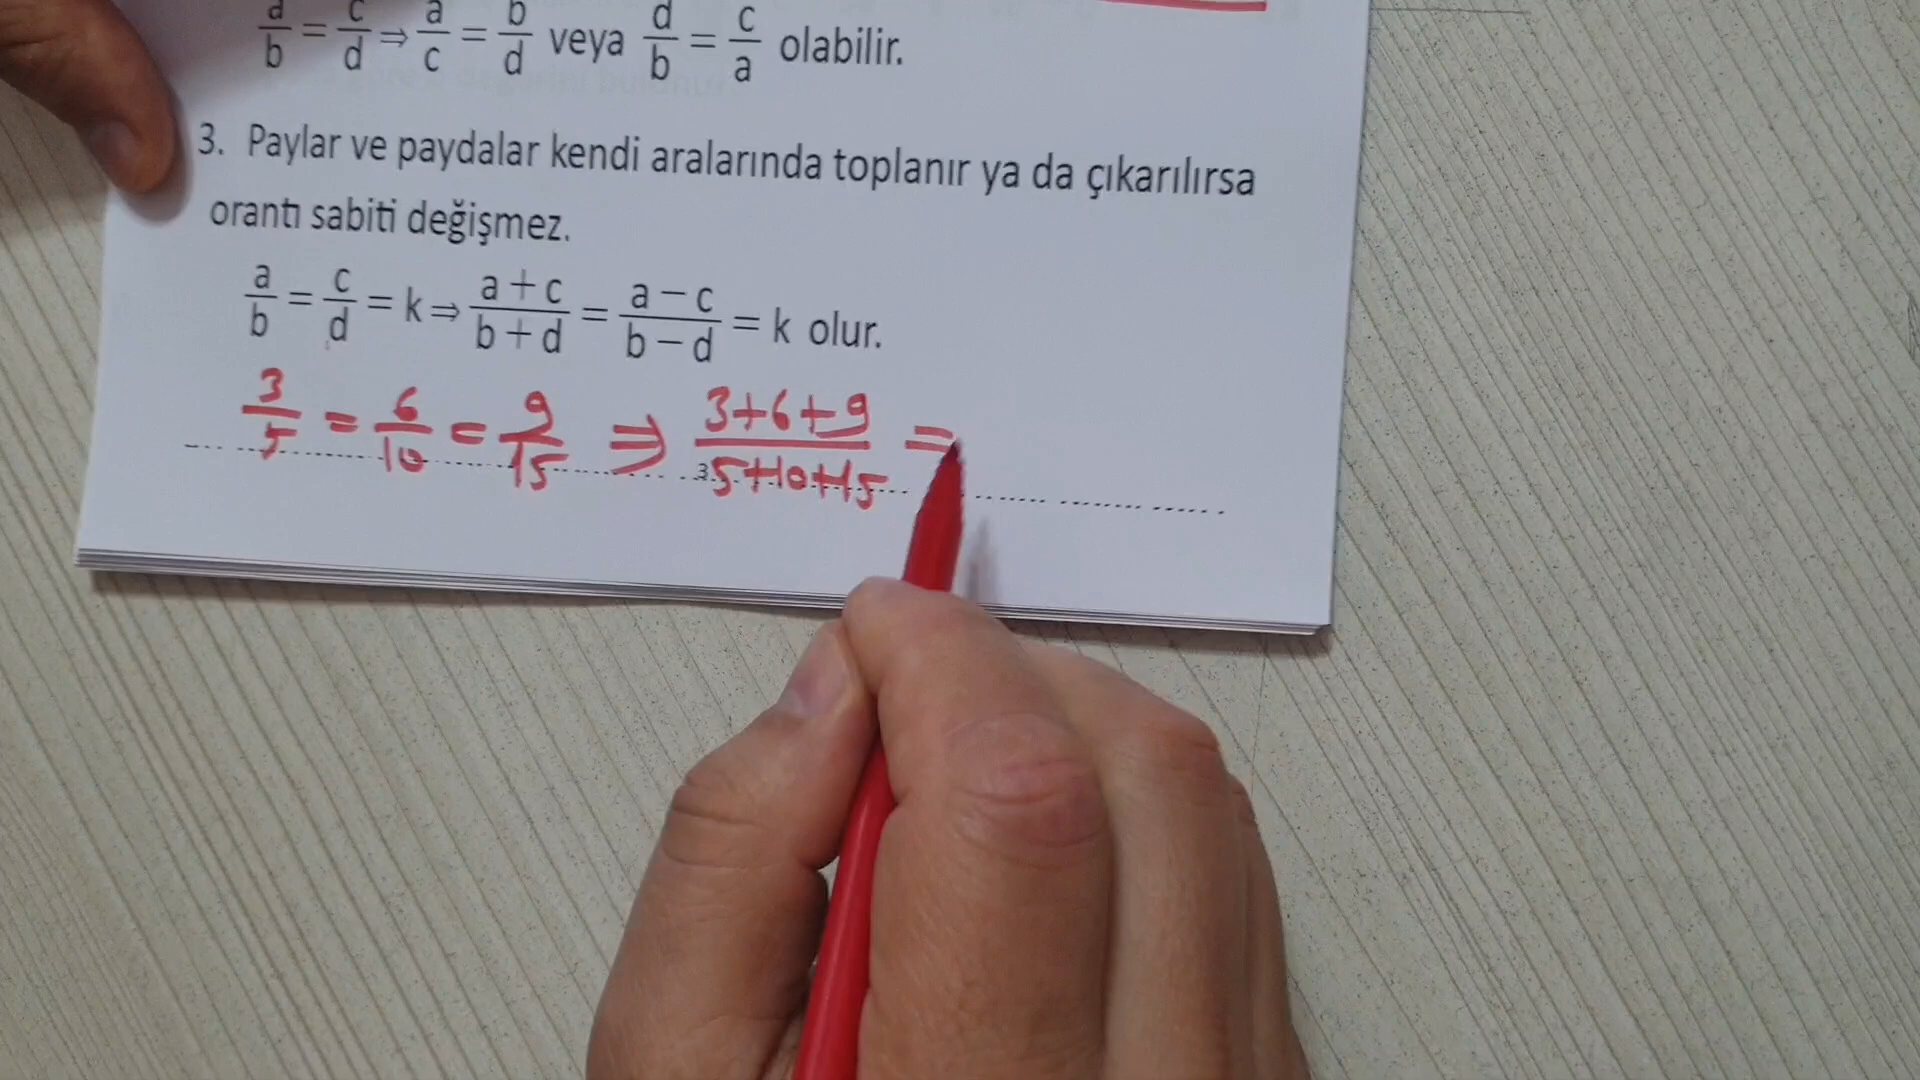 a/b = c/d ⇒ a/c = b/d veya d/b = c/a olabilir.
3. Paylar ve paydalar kendi aralarında toplanır ya da çıkarılırsa
orantı sabiti değişmez.
a/b = c/d = k ⇒ a+c/b+d = a−c/b−d = k olur.
3/5 = 6/10 = 9/15 ⇒ 3+6+9/5+10+15 =
3